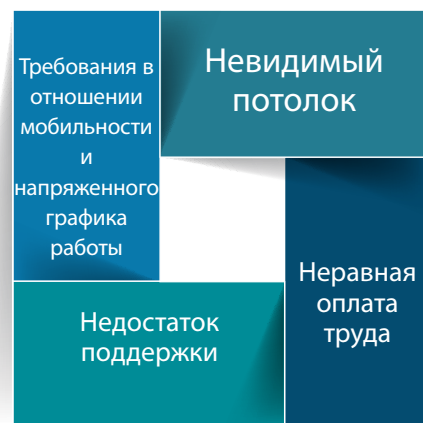 Требования в
отношении
мобильности
и
напряженного
графика
работы
Невидимый
потолок
Неравная
оплата
труда
Недостаток
поддержки